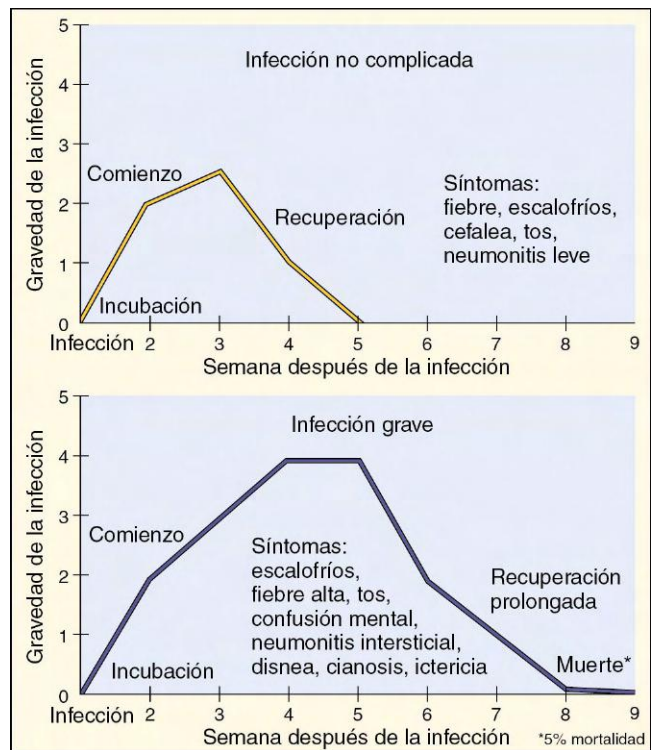 Infección no complicada
Gravedad de la infección
5
4
3
2
1
0
Comienzo
Recuperación
Incubación
Síntomas:
fiebre, escalofríos,
cefalea, tos,
neumonitis leve
Infección 2 3 4 5 6 7 8 9
Semana después de la infección
Infección grave
Gravedad de la infección
5
4
3
2
1
0
Comienzo
Síntomas:
escalofríos,
fiebre alta, tos,
confusión mental,
neumonitis intersticial,
disnea, cianosis, ictericia
Incubación
Recuperación
prolongada
Muerte*
Infección 2 3 4 5 6 7 8 9
Semana después de la infección
*5% mortalidad